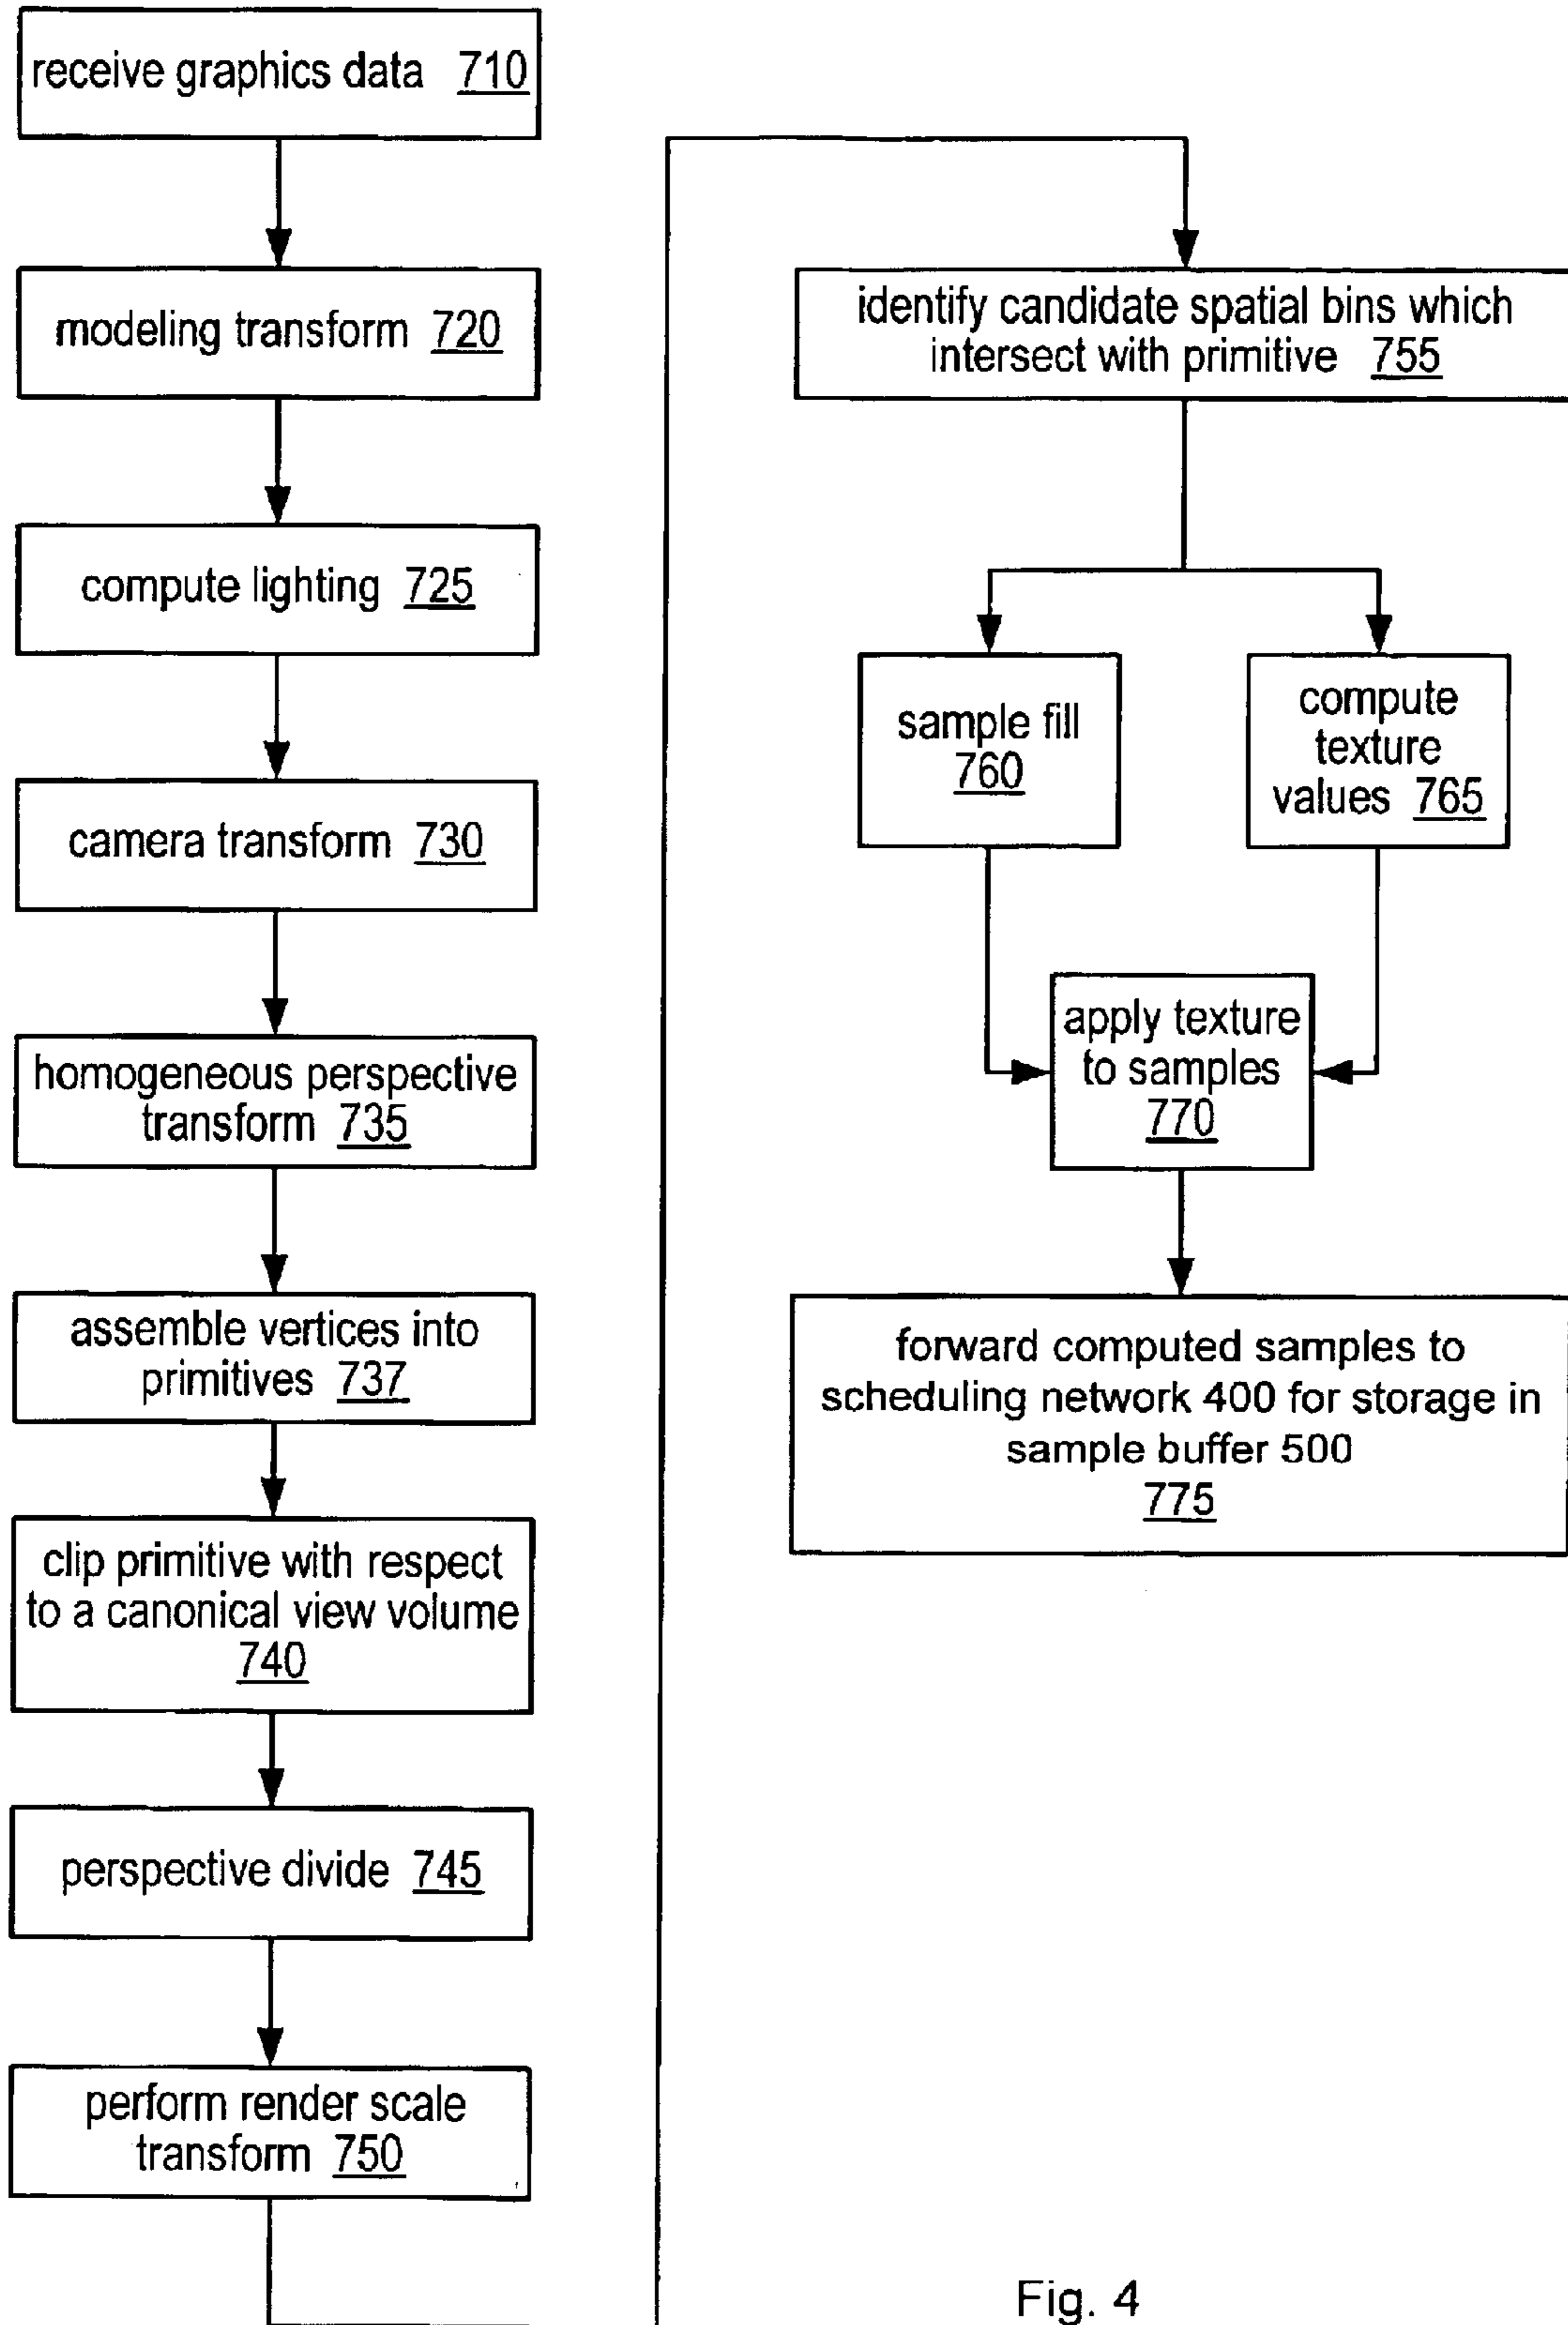 receive graphics data 710
modeling transform 720
compute lighting 725
camera transform 730
homogeneous perspective
transform 735
assemble vertices into
primitives 737
clip primitive with respect
to a canonical view volume
740
perspective divide 745
perform render scale
transform 750
identify candidate spatial bins which
intersect with primitive 755
sample fill
760
compute
texture
values 765
apply texture
to samples
770
forward computed samples to
scheduling network 400 for storage in
sample buffer 500
775
Fig. 4